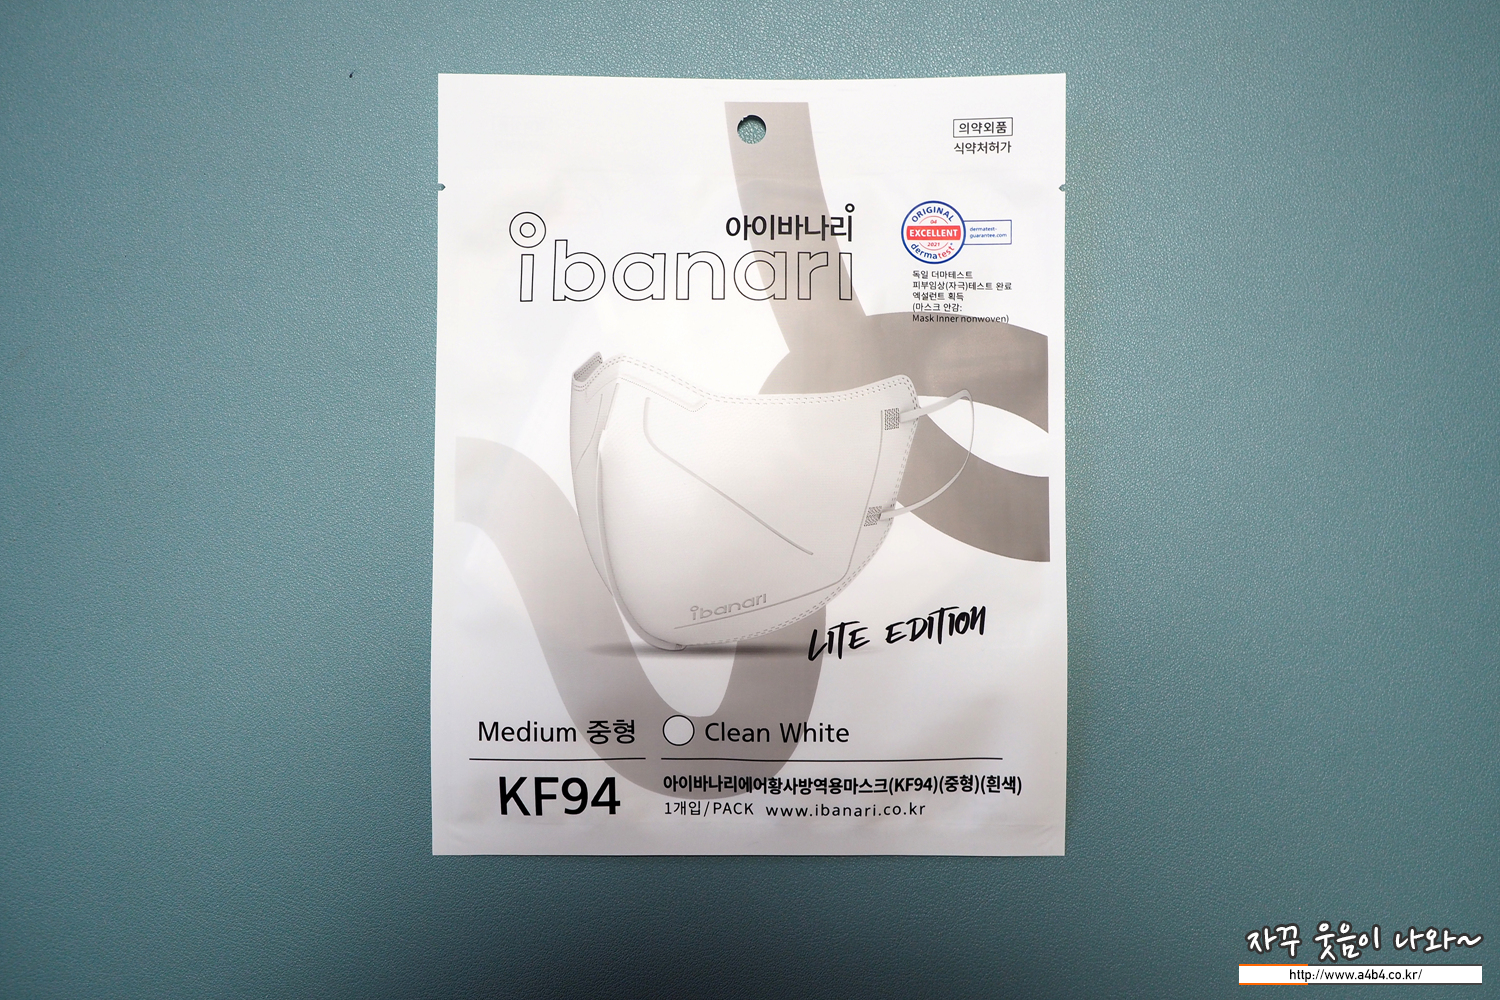 의약외품
식약처허가
아이바나리
ibanari
ORIGINAL
04
EXCELLENT
2021
dermatest
dermatest-
guarantee.com
독일 더마테스트
피부임상(자극)테스트 완료
엑설런트 획득
(마스크 안감:
Mask Inner nonwoven)
ibanari
LITE EDITION
Medium 중형
Clean White
KF94
아이바나리에어황사방역용마스크(KF94)(중형)(흰색)
1개입/PACK www.ibanari.co.kr
자꾸 웃음이 나와~
http://www.a4b4.co.kr/